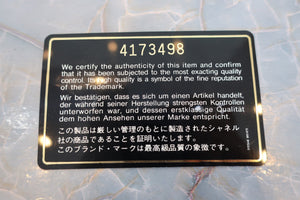 4173498
We certify the authenticity of this item and confirm
that it has been subjected to the most exacting quality
control. Its high quality is a symbol of the fine reputation
of the Trademark.
Wir bestätigen, dass es sich um einen Artikel handelt,
der während seiner Herstellung strengsten Kontrollen
unterworfen war, und dessen erstklassige Qualität
dem hohen Ansehen unserer Marke entspricht.
この製品は厳しい管理のもとに製造されたシャネル
社の商品であることを証明いたします。
このブランド・マークは最高級品質の象徴です。